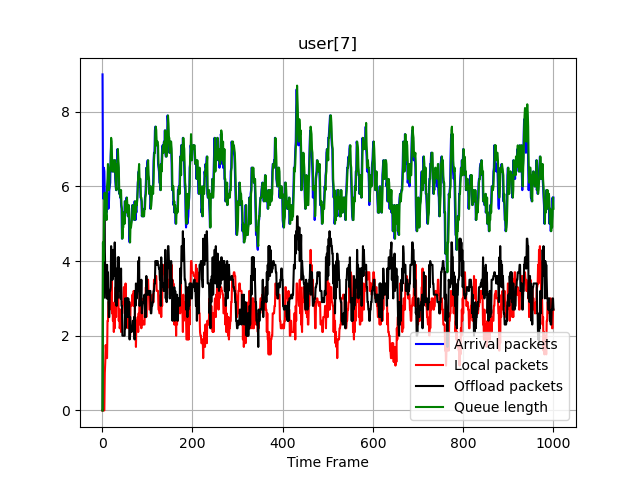 user[7]
8
6
4
2
0
0 200 400 600 800 1000
Time Frame
Arrival packets
Local packets
Offload packets
Queue length